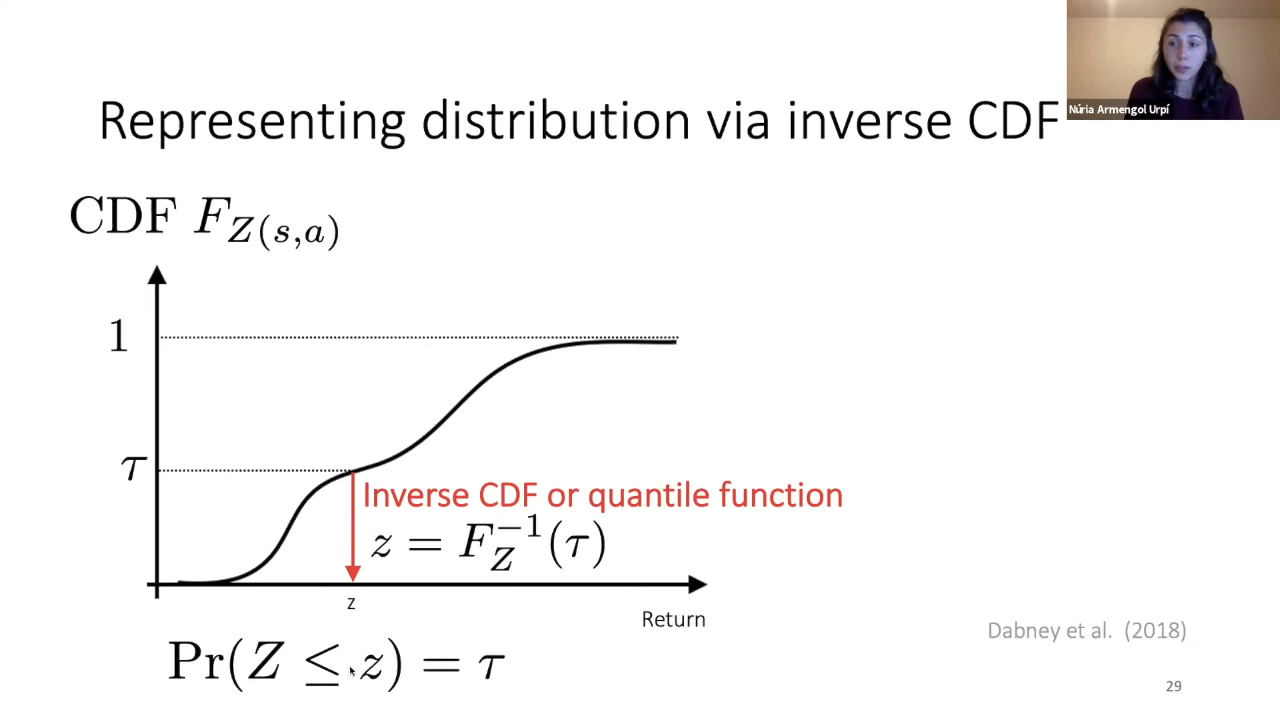 Núria Armengol Urpí
Representing distribution via inverse CDF
CDF F_{Z(s,a)}
1
τ
Inverse CDF or quantile function
z = F_Z^{-1}(τ)
z
Return
Pr(Z ≤ z) = τ
Dabney et al. (2018)
29